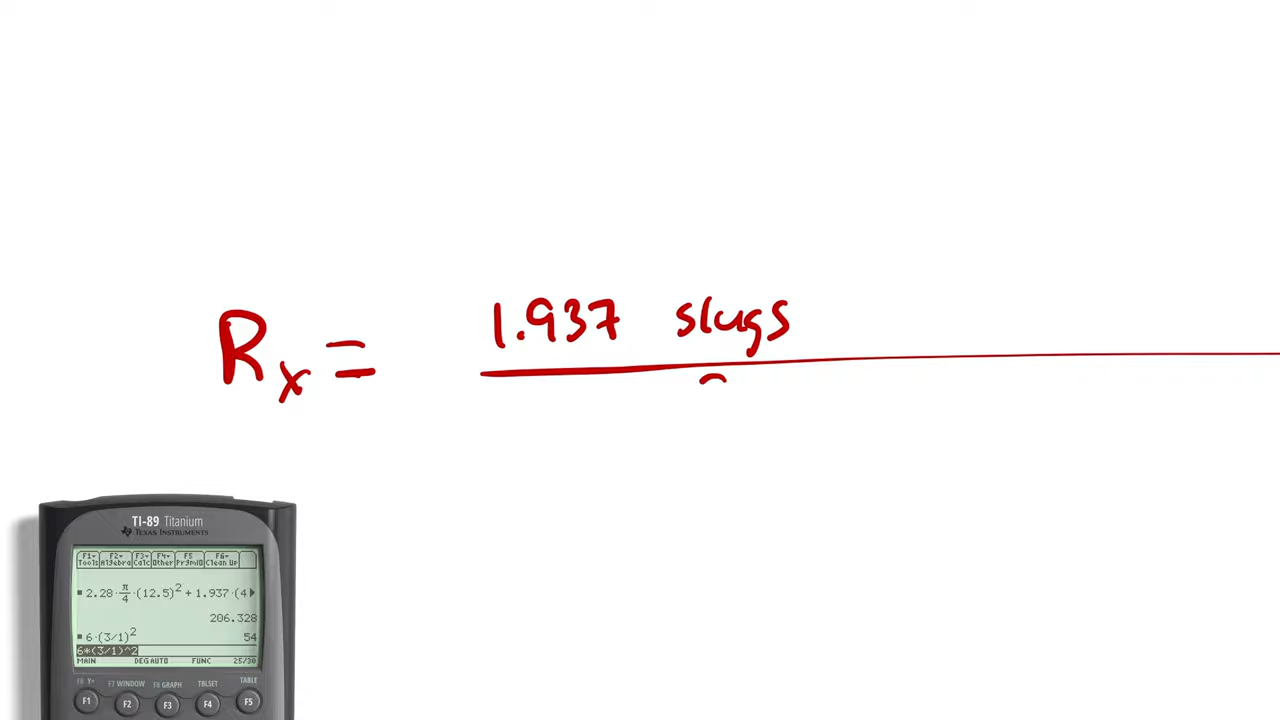 Rₓ = 1.937 slugs
TI-89 Titanium
TEXAS INSTRUMENTS
F1▾ F2▾ F3▾ F4▾ F5 F6▾
Tools Algebra Calc Other PrgmIO Clean Up
▪ 2.28·π/4·(12.5)² + 1.937·(4▸
206.328
▪ 6·(3/1)² 54
6*(3/1)^2
MAIN DEG AUTO FUNC 25/30
F6 Y= F7 WINDOW F8 GRAPH TBLSET TABLE
F1 F2 F3 F4 F5